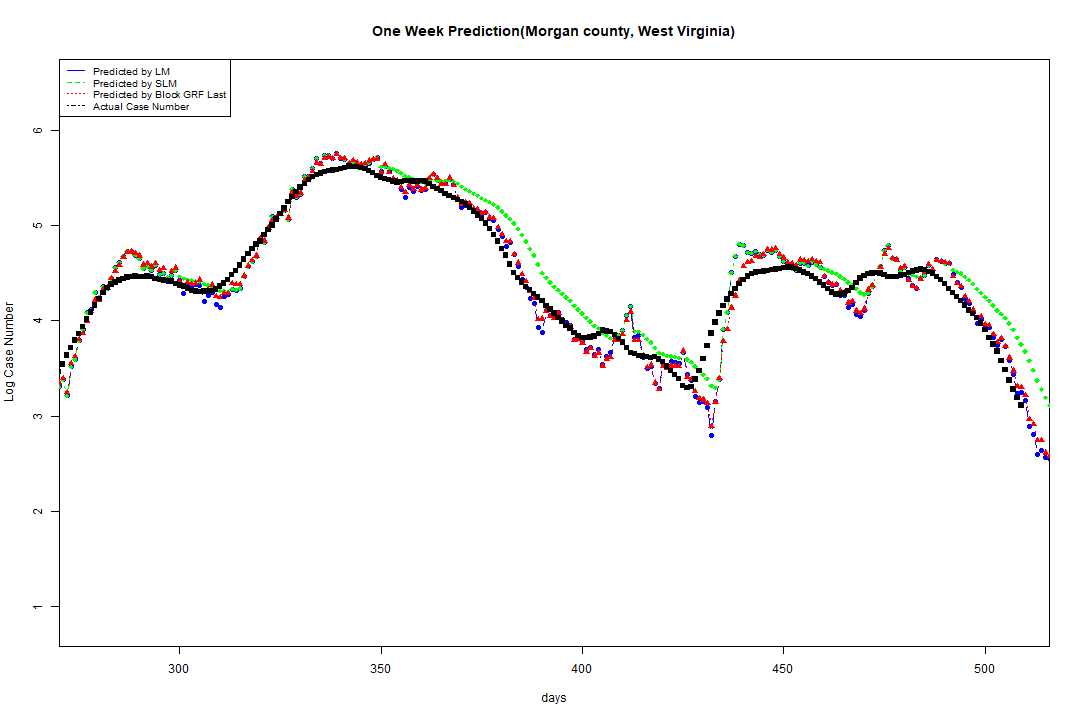 One Week Prediction(Morgan county, West Virginia)
Predicted by LM
Predicted by SLM
Predicted by Block GRF Last
Actual Case Number
6
5
4
3
2
1
Log Case Number
300
350
400
450
500
days